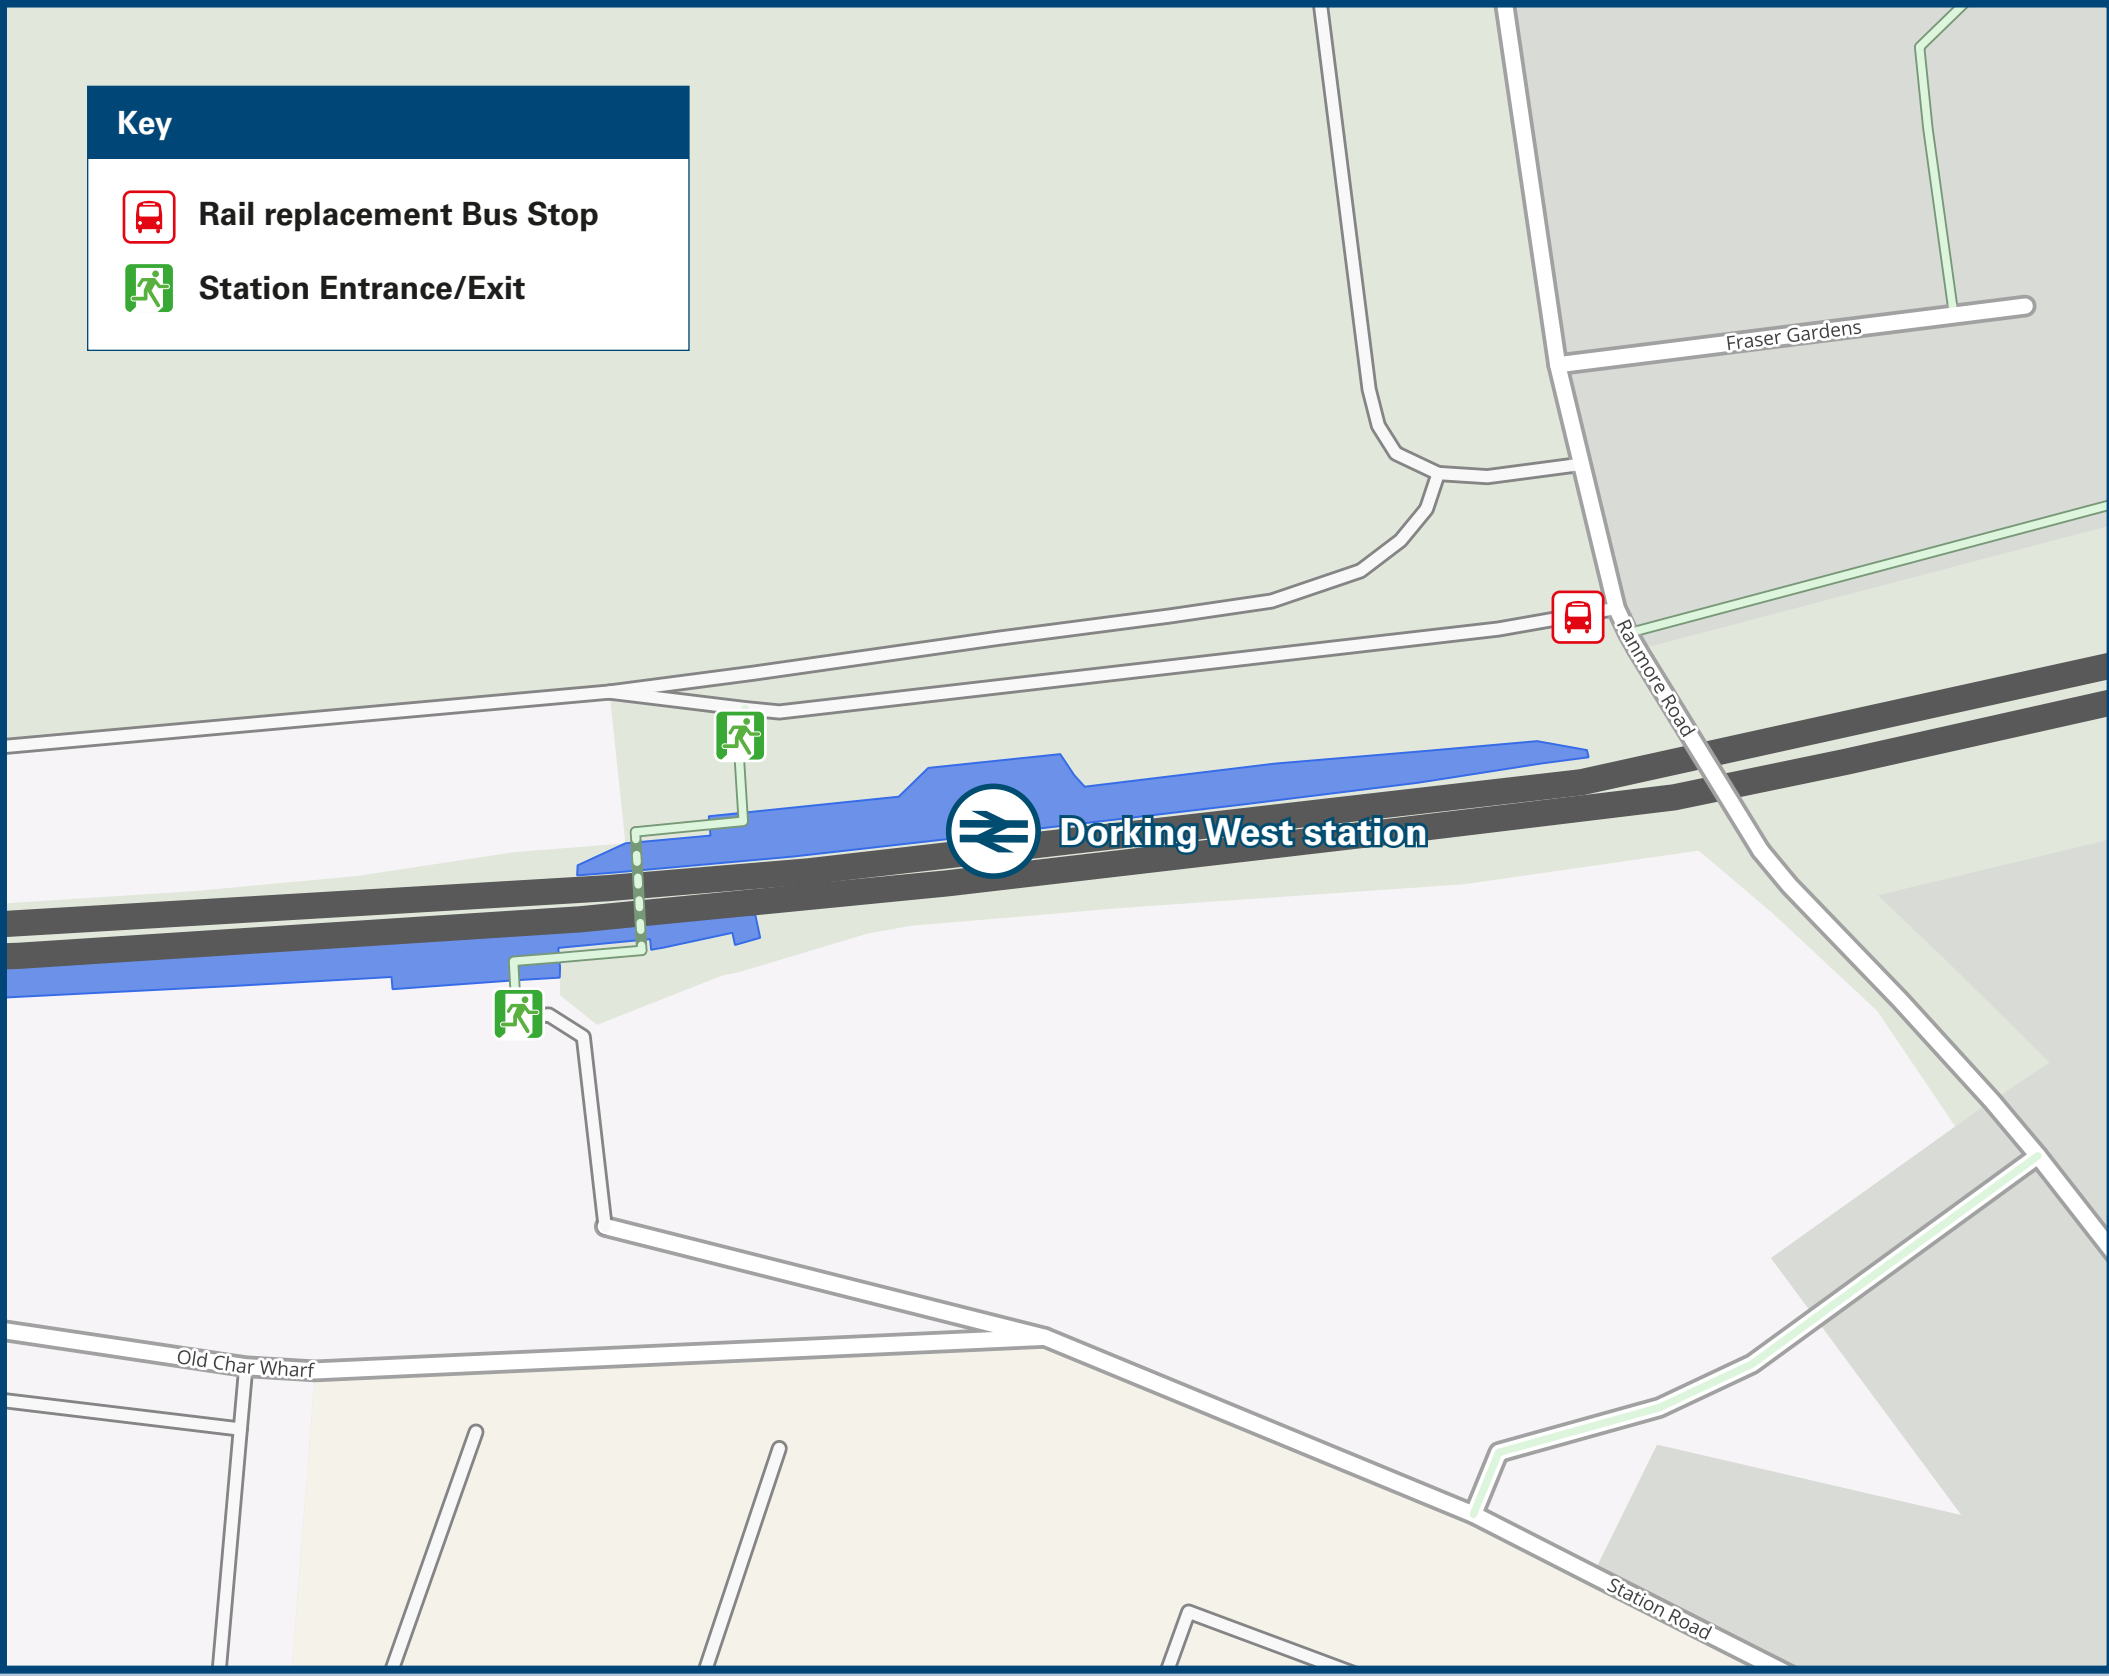 Key
Rail replacement Bus Stop
Station Entrance/Exit
Fraser Gardens
Ranmore Road
Dorking West station
Old Char Wharf
Station Road